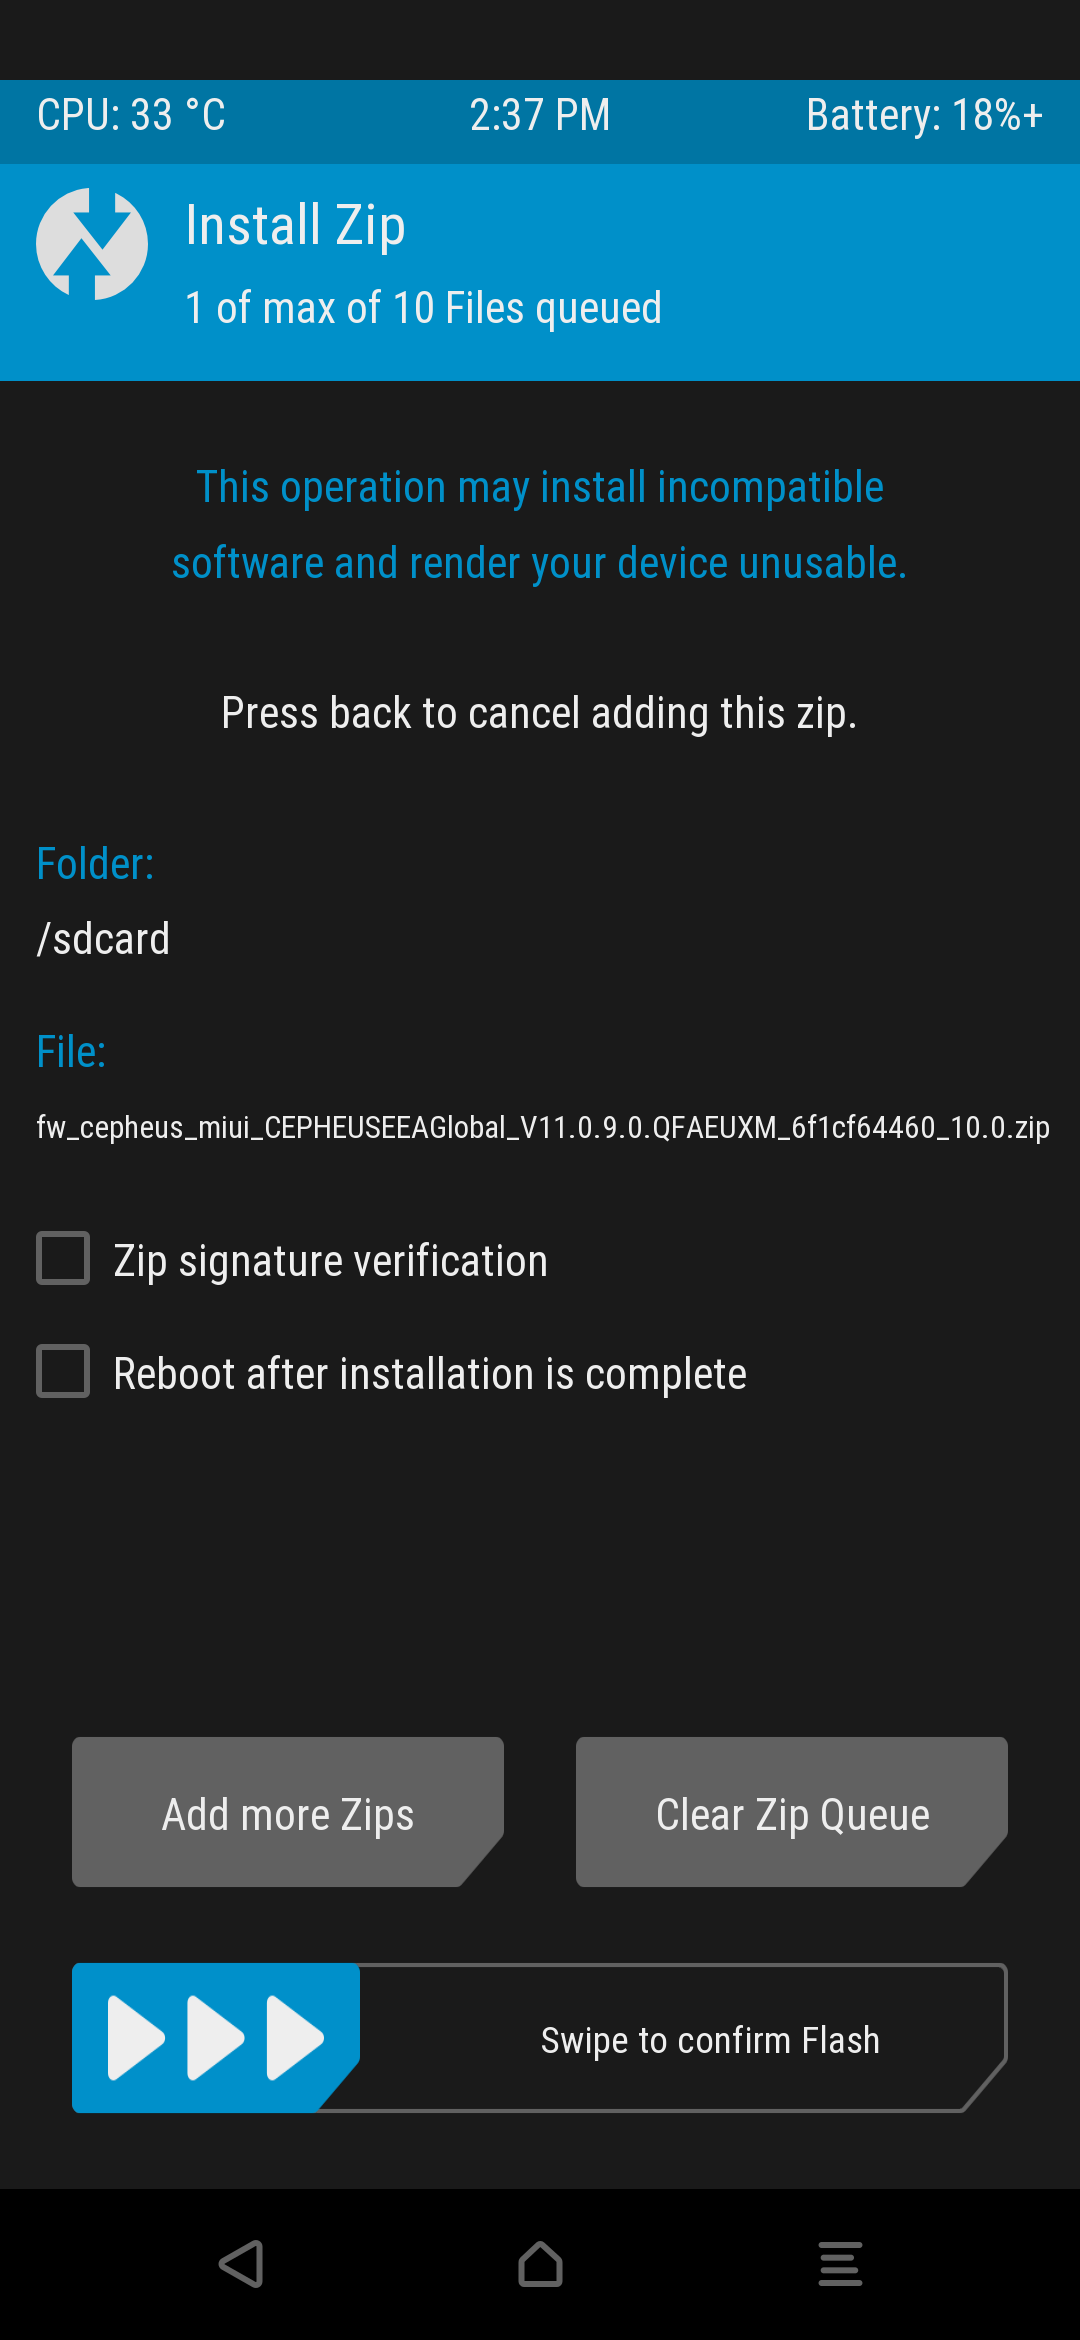 CPU: 33 °C
2:37 PM
Battery: 18%+
Install Zip
1 of max of 10 Files queued
This operation may install incompatible
software and render your device unusable.
Press back to cancel adding this zip.
Folder:
/sdcard
File:
fw_cepheus_miui_CEPHEUSEEAGlobal_V11.0.9.0.QFAEUXM_6f1cf64460_10.0.zip
Zip signature verification
Reboot after installation is complete
Add more Zips
Clear Zip Queue
Swipe to confirm Flash